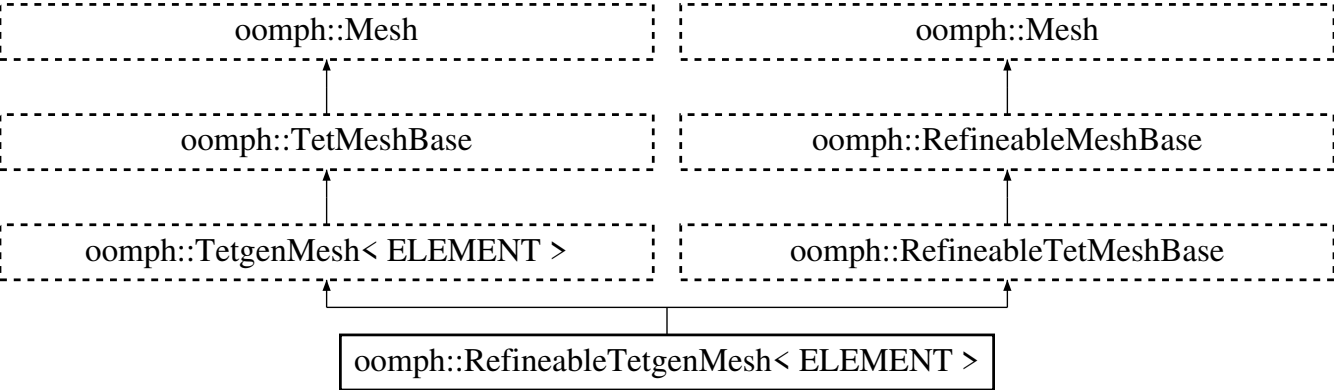 oomph::Mesh
oomph::Mesh
oomph::TetMeshBase
oomph::RefineableMeshBase
oomph::TetgenMesh< ELEMENT >
oomph::RefineableTetMeshBase
oomph::RefineableTetgenMesh< ELEMENT >